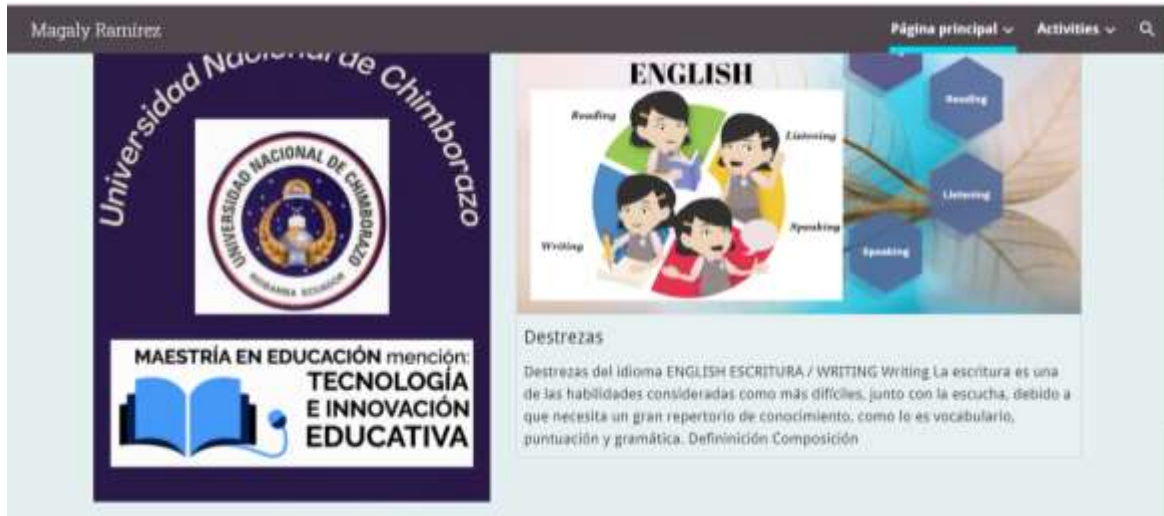 Magaly Ramírez
Página principal
Activities
Universidad Nacional de Chimborazo
UNIVERSIDAD NACIONAL DE CHIMBORAZO
RIOBAMBA ECUADOR
MAESTRÍA EN EDUCACIÓN mención:
TECNOLOGÍA
E INNOVACIÓN
EDUCATIVA
ENGLISH
Reading
Listening
Speaking
Writing
Reading
Listening
Speaking
Destrezas
Destrezas del idioma ENGLISH ESCRITURA / WRITING Writing La escritura es una
de las habilidades consideradas como más difíciles, junto con la escucha, debido a
que necesita un gran repertorio de conocimiento, como lo es vocabulario,
puntuación y gramática. Defininición Composición